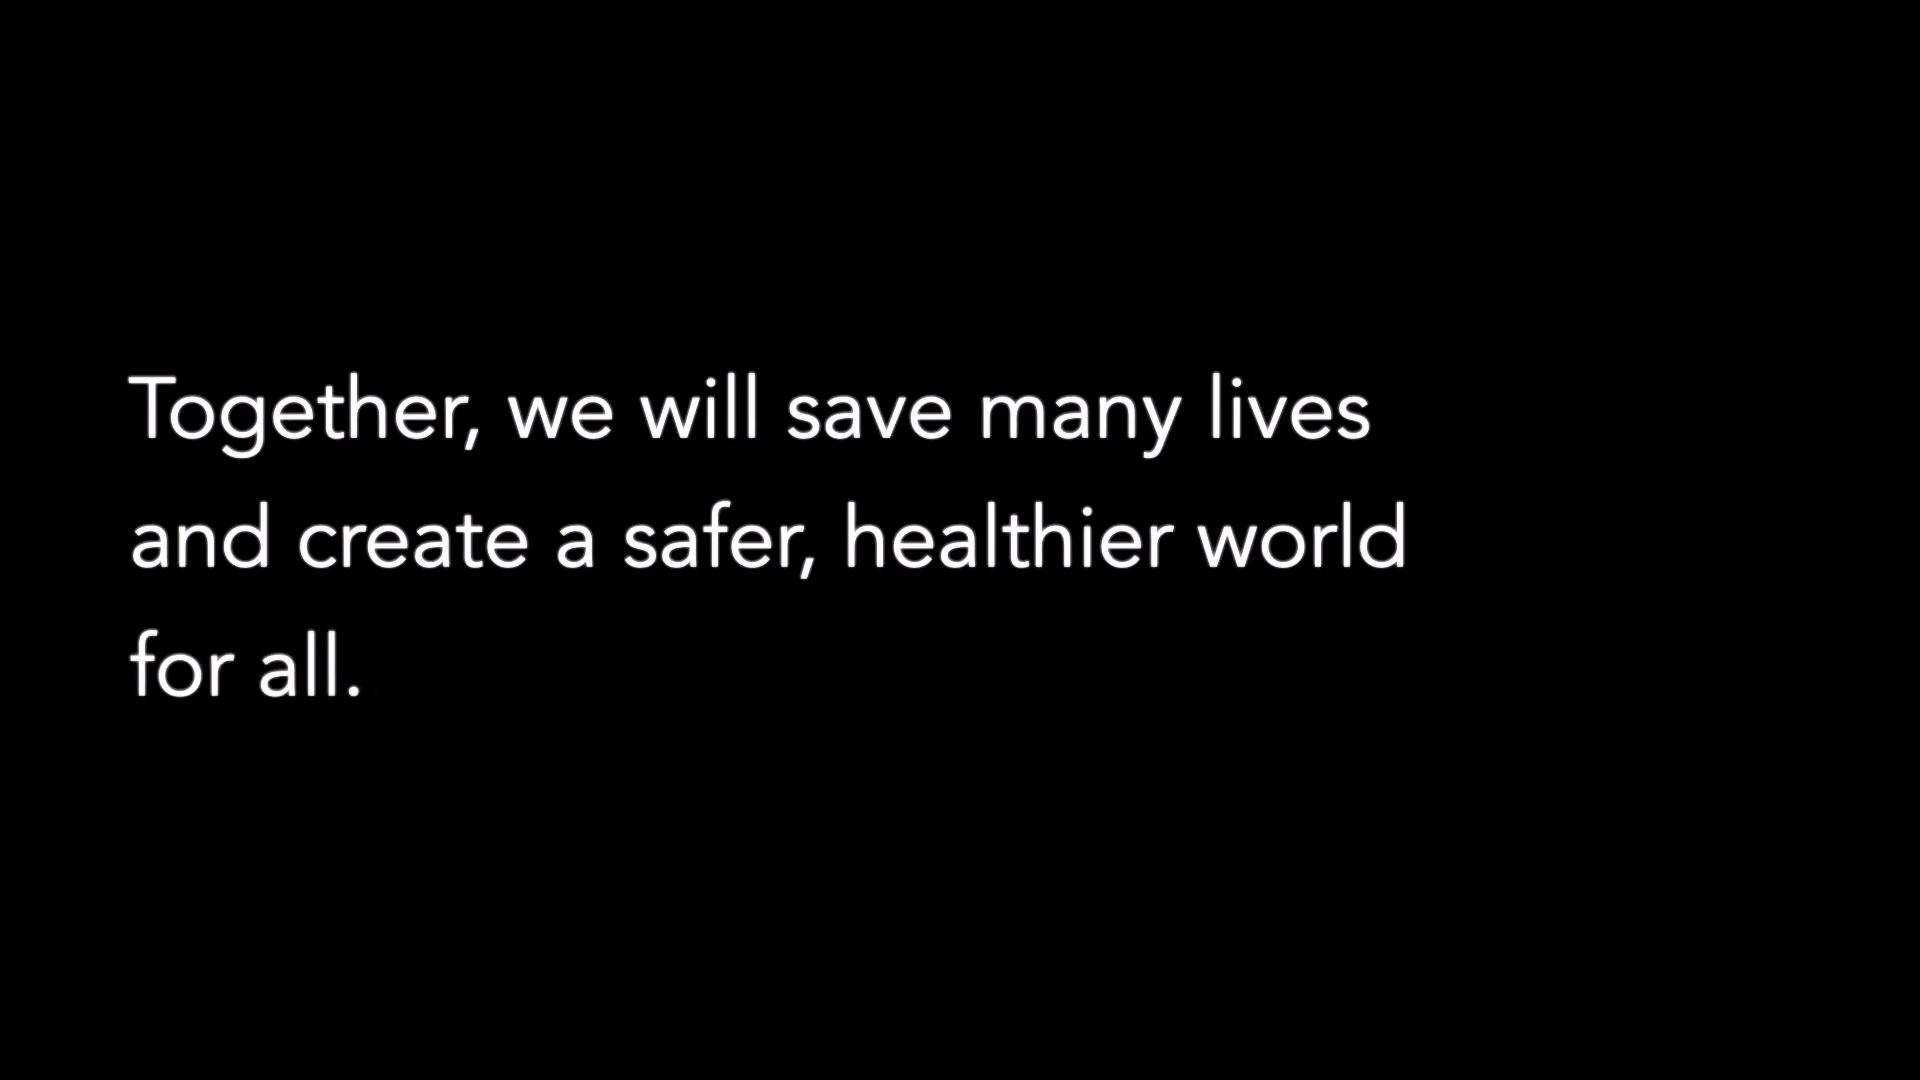 Together, we will save many lives
and create a safer, healthier world
for all.